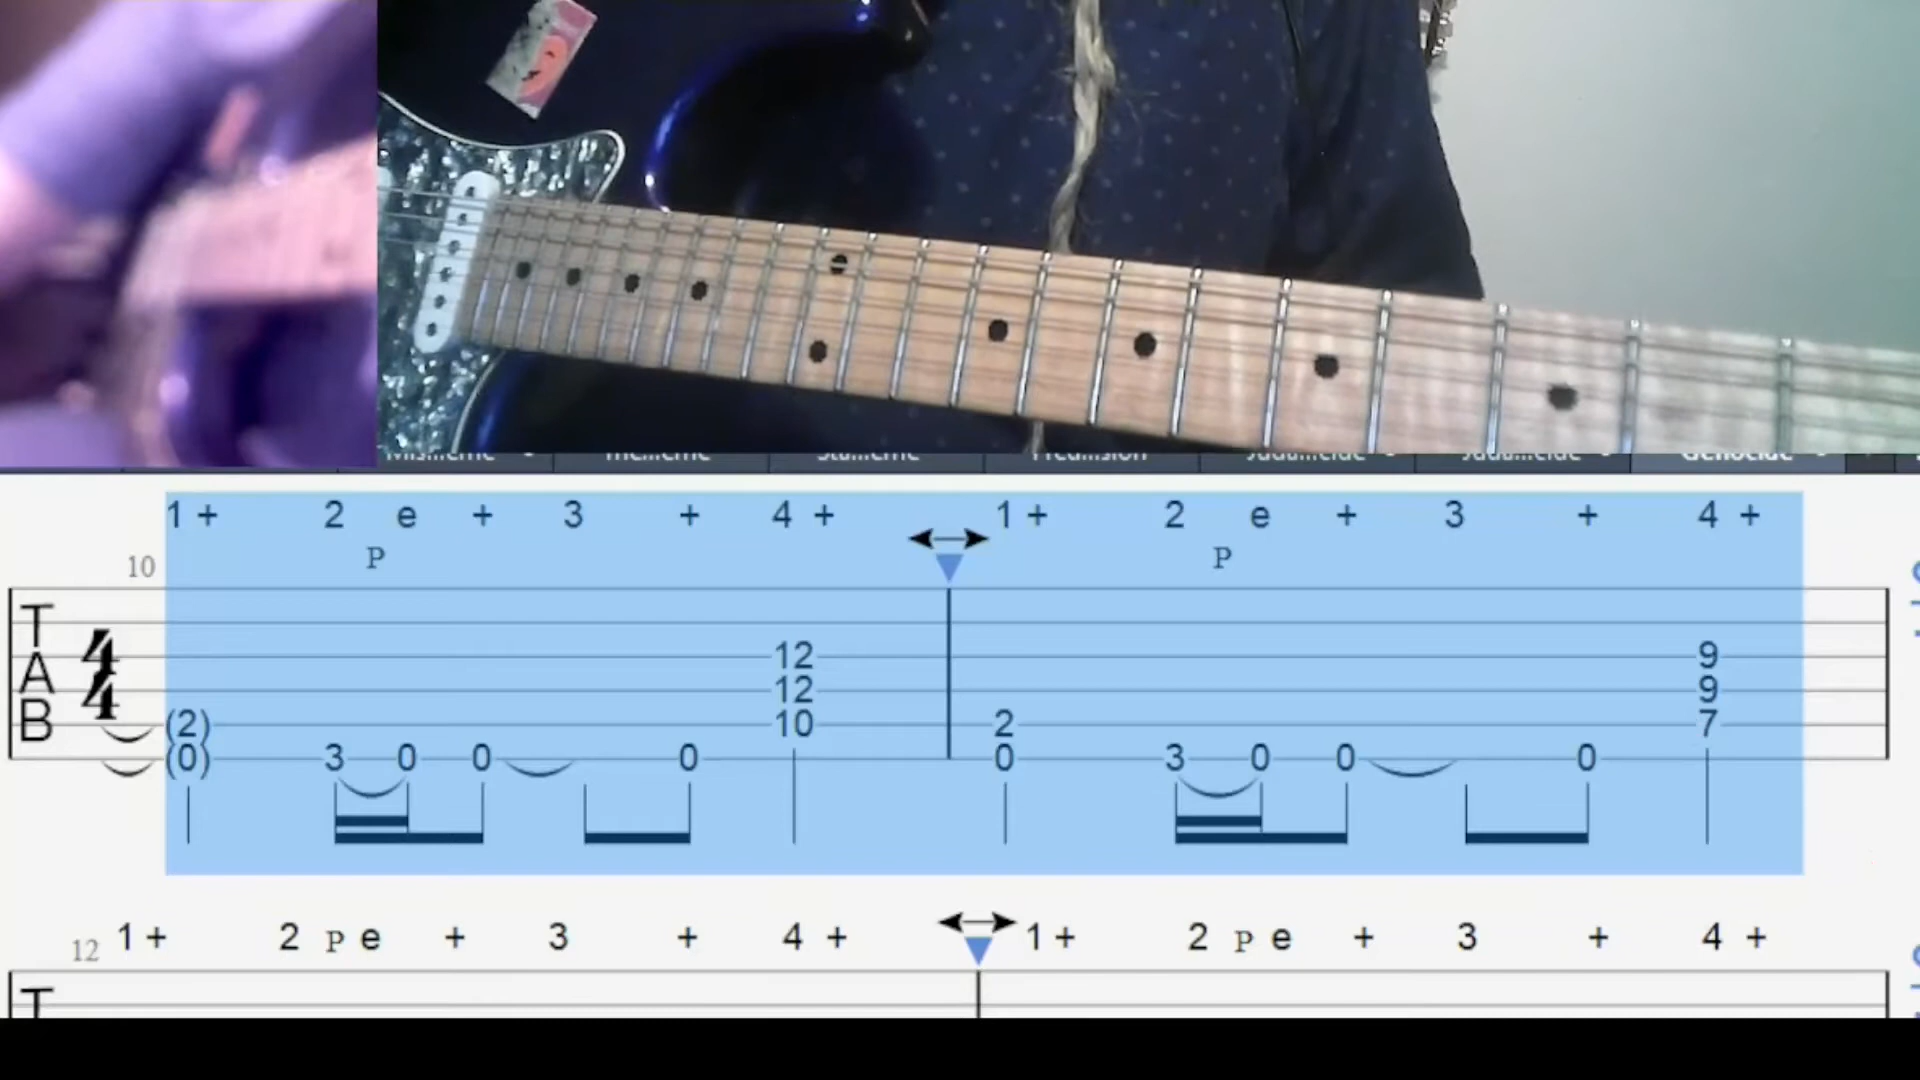 Genocide
1 + 2 e + 3 + 4 + 1 + 2 e + 3 + 4 +
P P
10
T
A
B
4
4
12 9
12 9
(2) 10 2 7
(0) 3 0 0 0 0 3 0 0 0
12 1 + 2 P e + 3 + 4 + 1 + 2 P e + 3 + 4 +
T